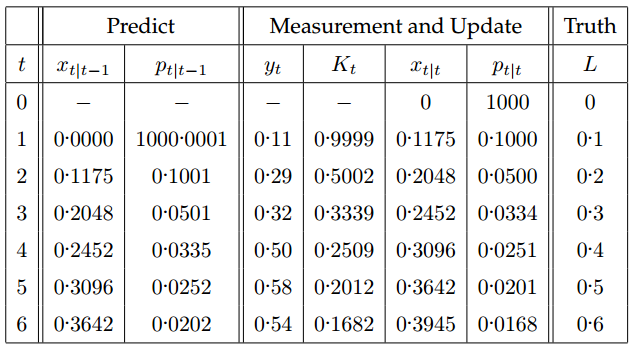 Predict Measurement and Update Truth
t x_{t|t−1} p_{t|t−1} y_t K_t x_{t|t} p_{t|t} L
0 − − − − 0 1000 0
1 0·0000 1000·0001 0·11 0·9999 0·1175 0·1000 0·1
2 0·1175 0·1001 0·29 0·5002 0·2048 0·0500 0·2
3 0·2048 0·0501 0·32 0·3339 0·2452 0·0334 0·3
4 0·2452 0·0335 0·50 0·2509 0·3096 0·0251 0·4
5 0·3096 0·0252 0·58 0·2012 0·3642 0·0201 0·5
6 0·3642 0·0202 0·54 0·1682 0·3945 0·0168 0·6